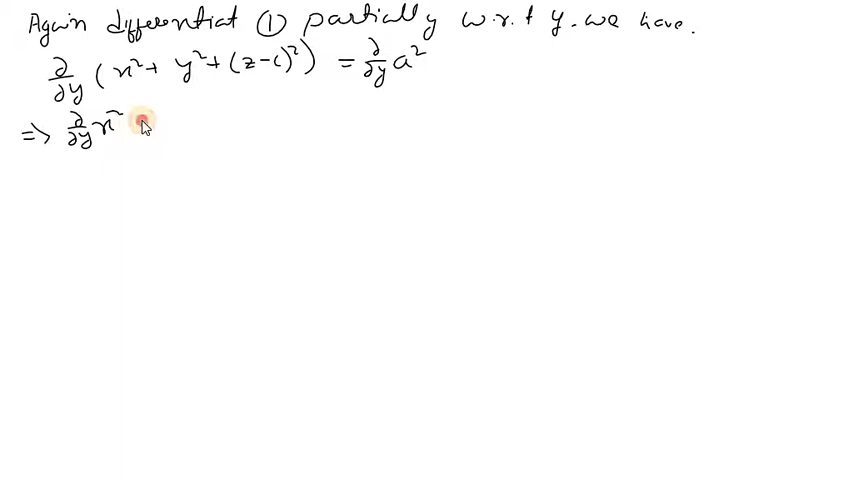 Again differentiat ① partially w.r.t y. we have.
∂/∂y (x² + y² + (z-c)²) = ∂/∂y a²
=> ∂/∂y x²